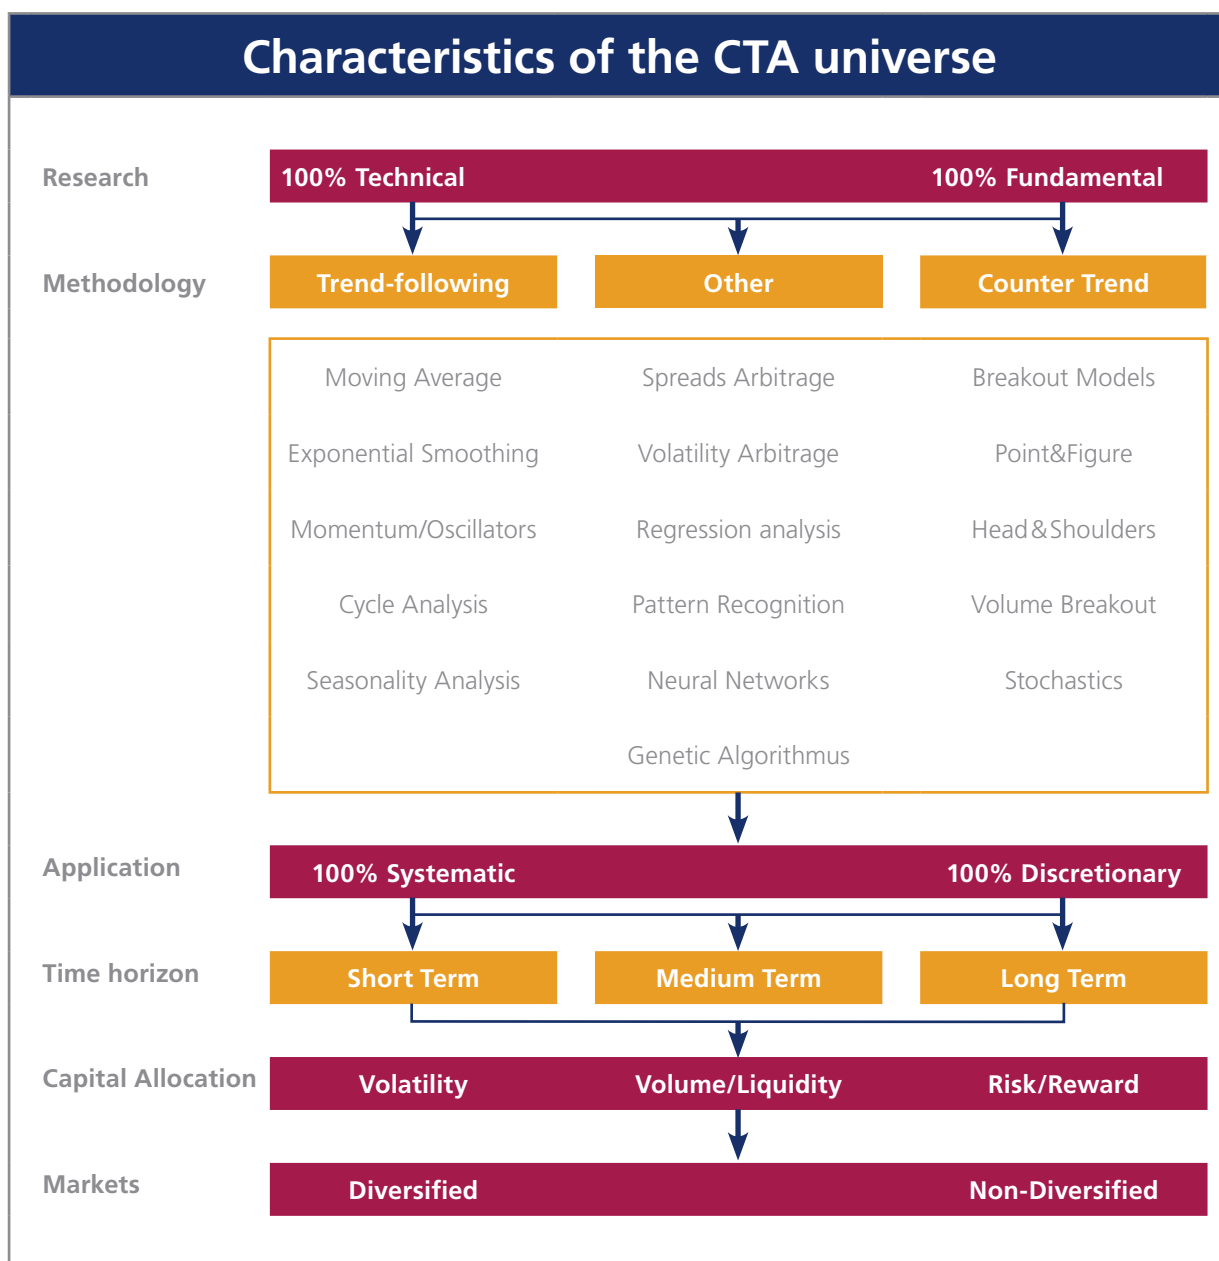 Characteristics of the CTA universe
Research 100% Technical 100% Fundamental
Methodology Trend-following Other Counter Trend
Moving Average Spreads Arbitrage Breakout Models
Exponential Smoothing Volatility Arbitrage Point&Figure
Momentum/Oscillators Regression analysis Head&Shoulders
Cycle Analysis Pattern Recognition Volume Breakout
Seasonality Analysis Neural Networks Stochastics
Genetic Algorithmus
Application 100% Systematic 100% Discretionary
Time horizon Short Term Medium Term Long Term
Capital Allocation Volatility Volume/Liquidity Risk/Reward
Markets Diversified Non-Diversified